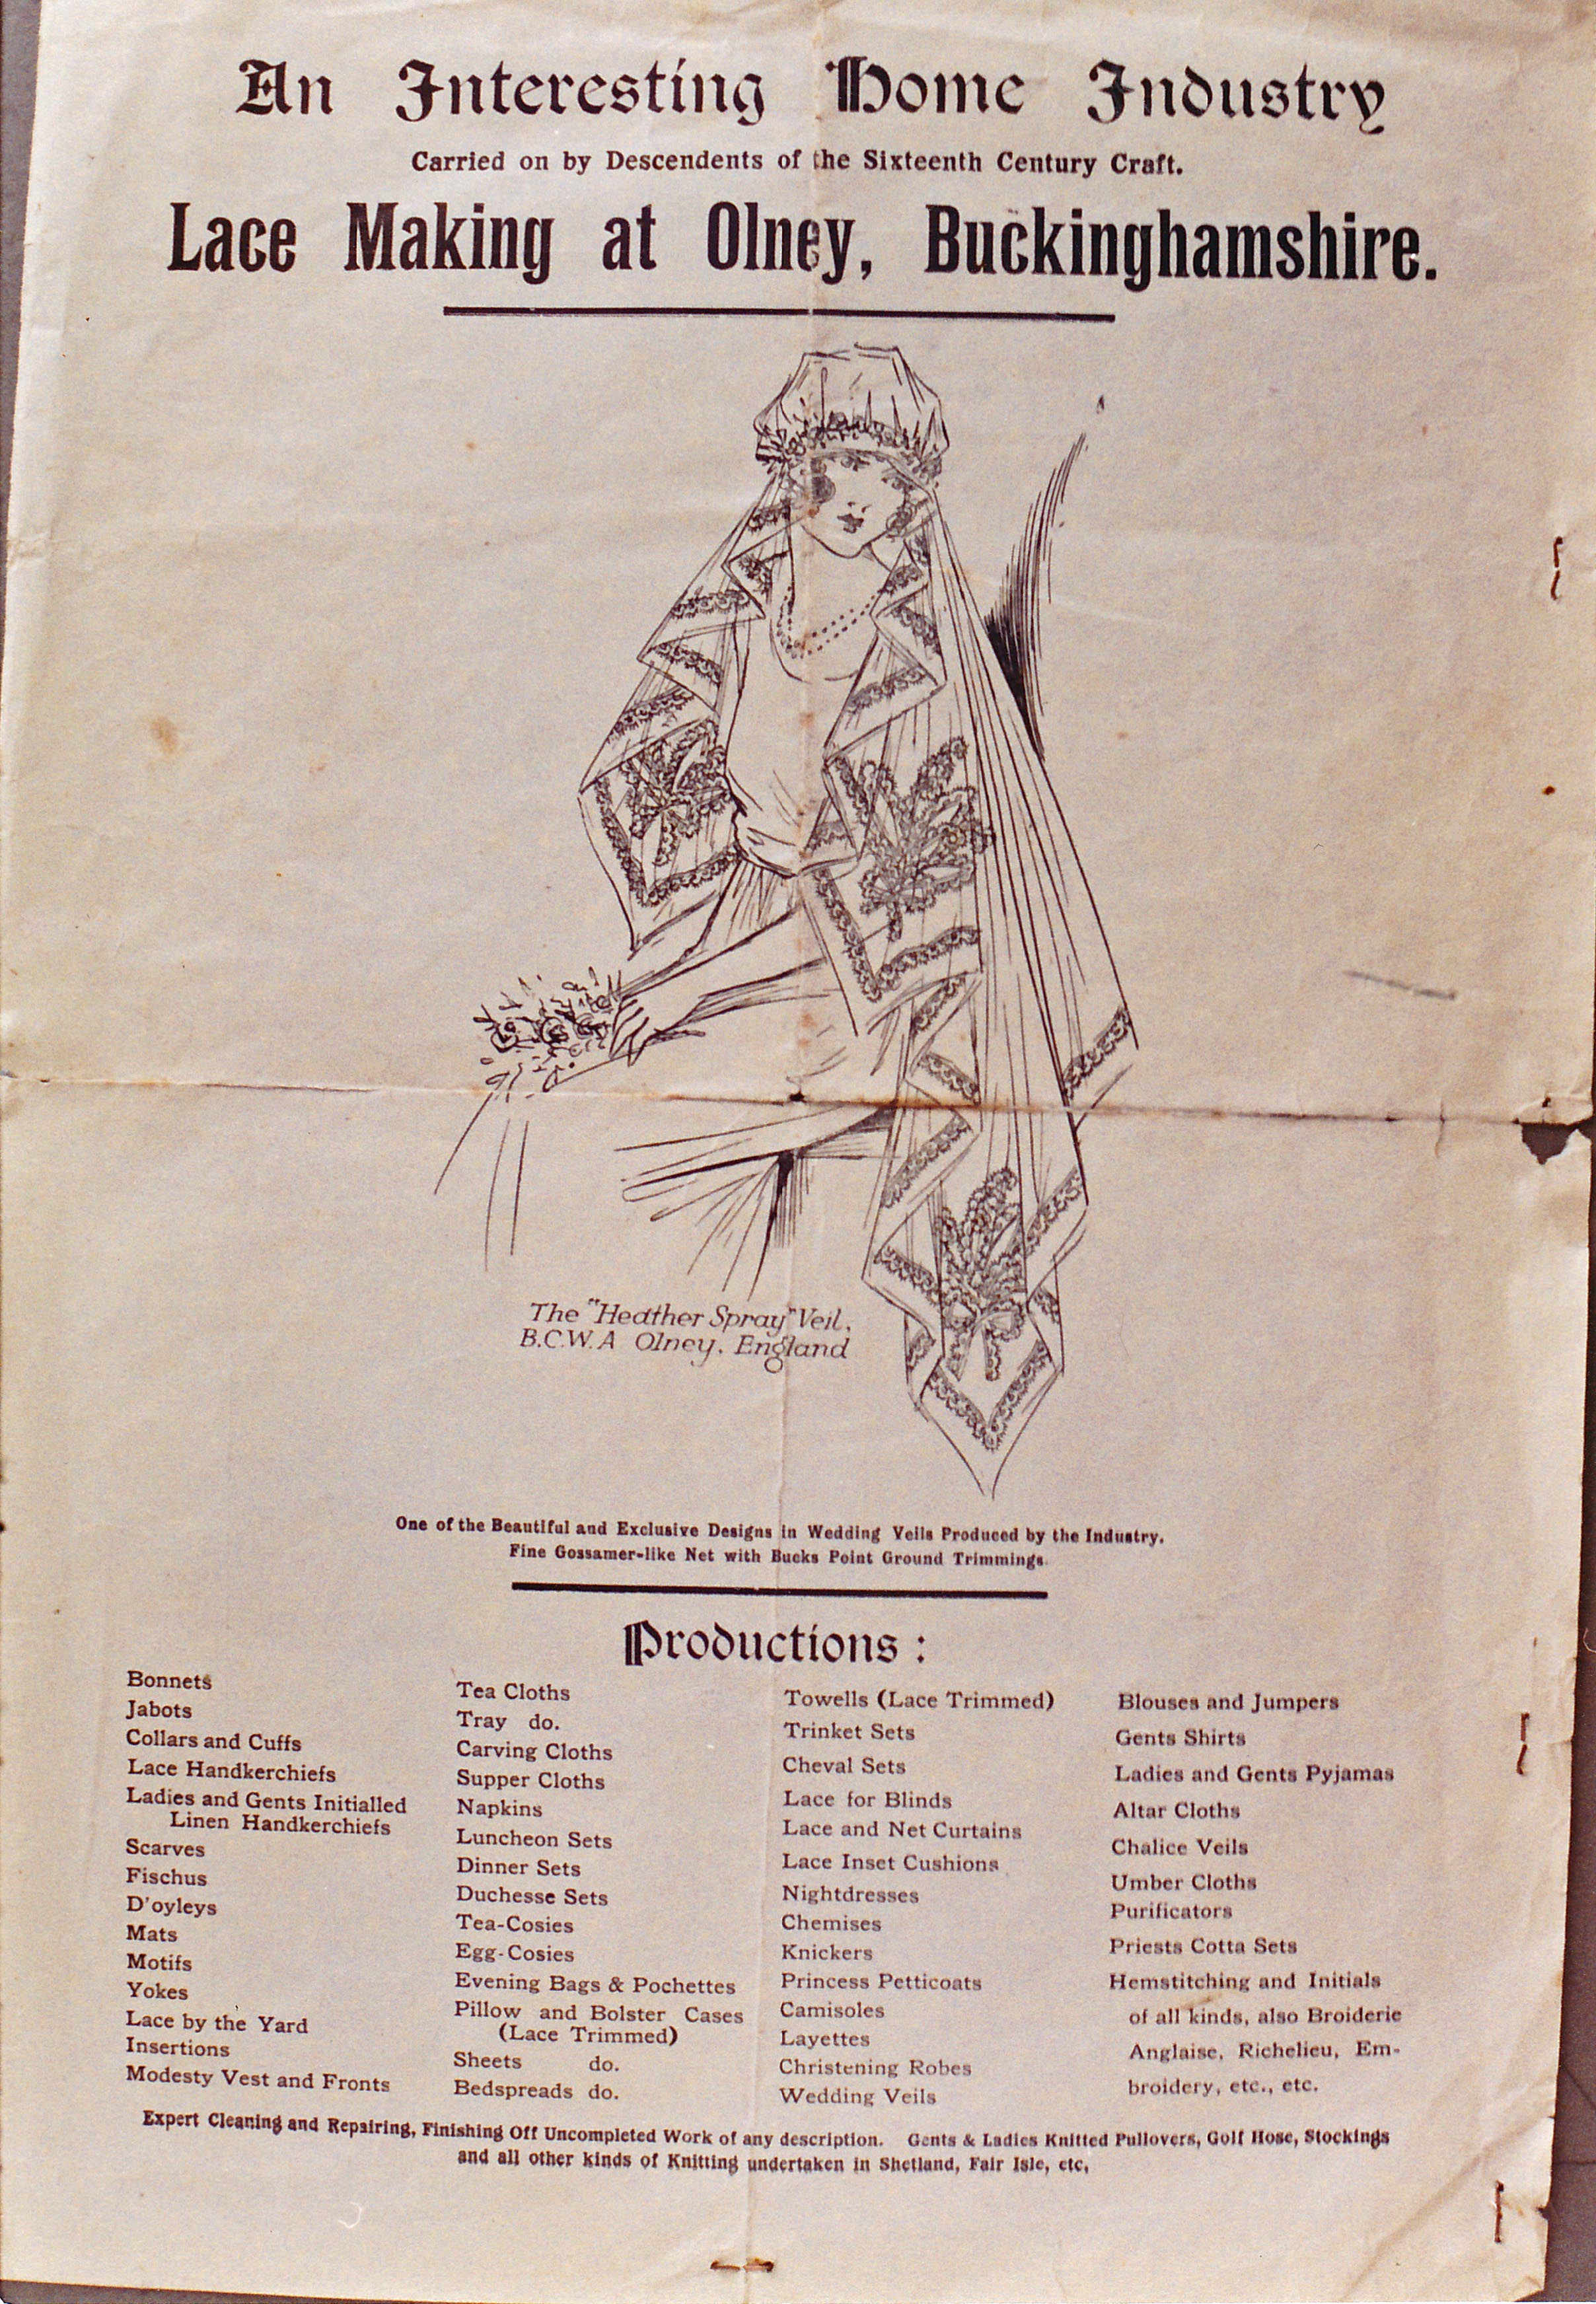 An Interesting Home Industry
Carried on by Descendents of the Sixteenth Century Craft.
Lace Making at Olney, Buckinghamshire.
The "Heather Spray" Veil.
B.C.W.A Olney. England
One of the Beautiful and Exclusive Designs in Wedding Veils Produced by the Industry.
Fine Gossamer-like Net with Bucks Point Ground Trimmings.
Productions :
Bonnets
Jabots
Collars and Cuffs
Lace Handkerchiefs
Ladies and Gents Initialled
Linen Handkerchiefs
Scarves
Fischus
D'oyleys
Mats
Motifs
Yokes
Lace by the Yard
Insertions
Modesty Vest and Fronts
Tea Cloths
Tray do.
Carving Cloths
Supper Cloths
Napkins
Luncheon Sets
Dinner Sets
Duchesse Sets
Tea-Cosies
Egg-Cosies
Evening Bags & Pochettes
Pillow and Bolster Cases
(Lace Trimmed)
Sheets do.
Bedspreads do.
Towells (Lace Trimmed)
Trinket Sets
Cheval Sets
Lace for Blinds
Lace and Net Curtains
Lace Inset Cushions
Nightdresses
Chemises
Knickers
Princess Petticoats
Camisoles
Layettes
Christening Robes
Wedding Veils
Blouses and Jumpers
Gents Shirts
Ladies and Gents Pyjamas
Altar Cloths
Chalice Veils
Umber Cloths
Purificators
Priests Cotta Sets
Hemstitching and Initials
of all kinds, also Broiderie
Anglaise, Richelieu, Em-
broidery, etc., etc.
Expert Cleaning and Repairing, Finishing Off Uncompleted Work of any description. Gents & Ladies Knitted Pullovers, Golf Hose, Stockings
and all other kinds of Knitting undertaken in Shetland, Fair Isle, etc,